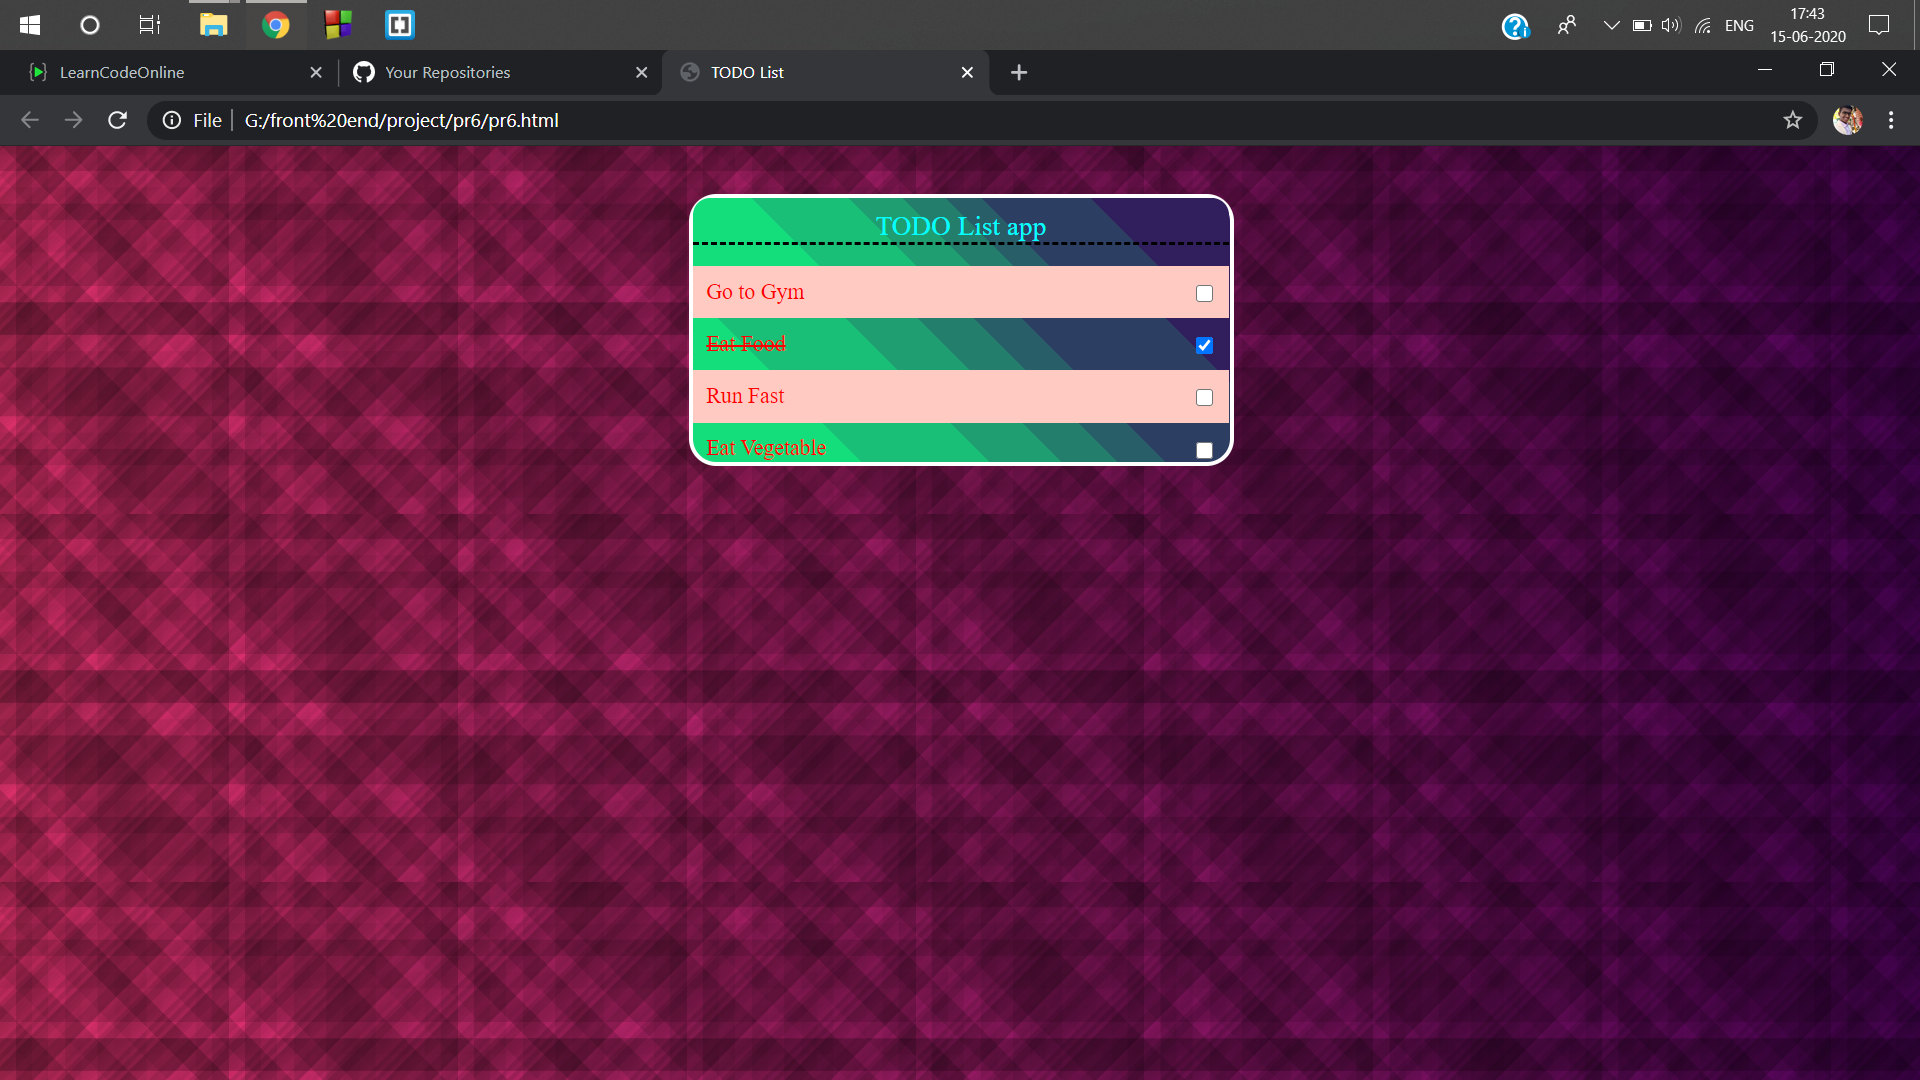 ENG
17:43
15-06-2020
LearnCodeOnline
Your Repositories
TODO List
File
G:/front%20end/project/pr6/pr6.html
TODO List app
Go to Gym
Eat Food
Run Fast
Eat Vegetable